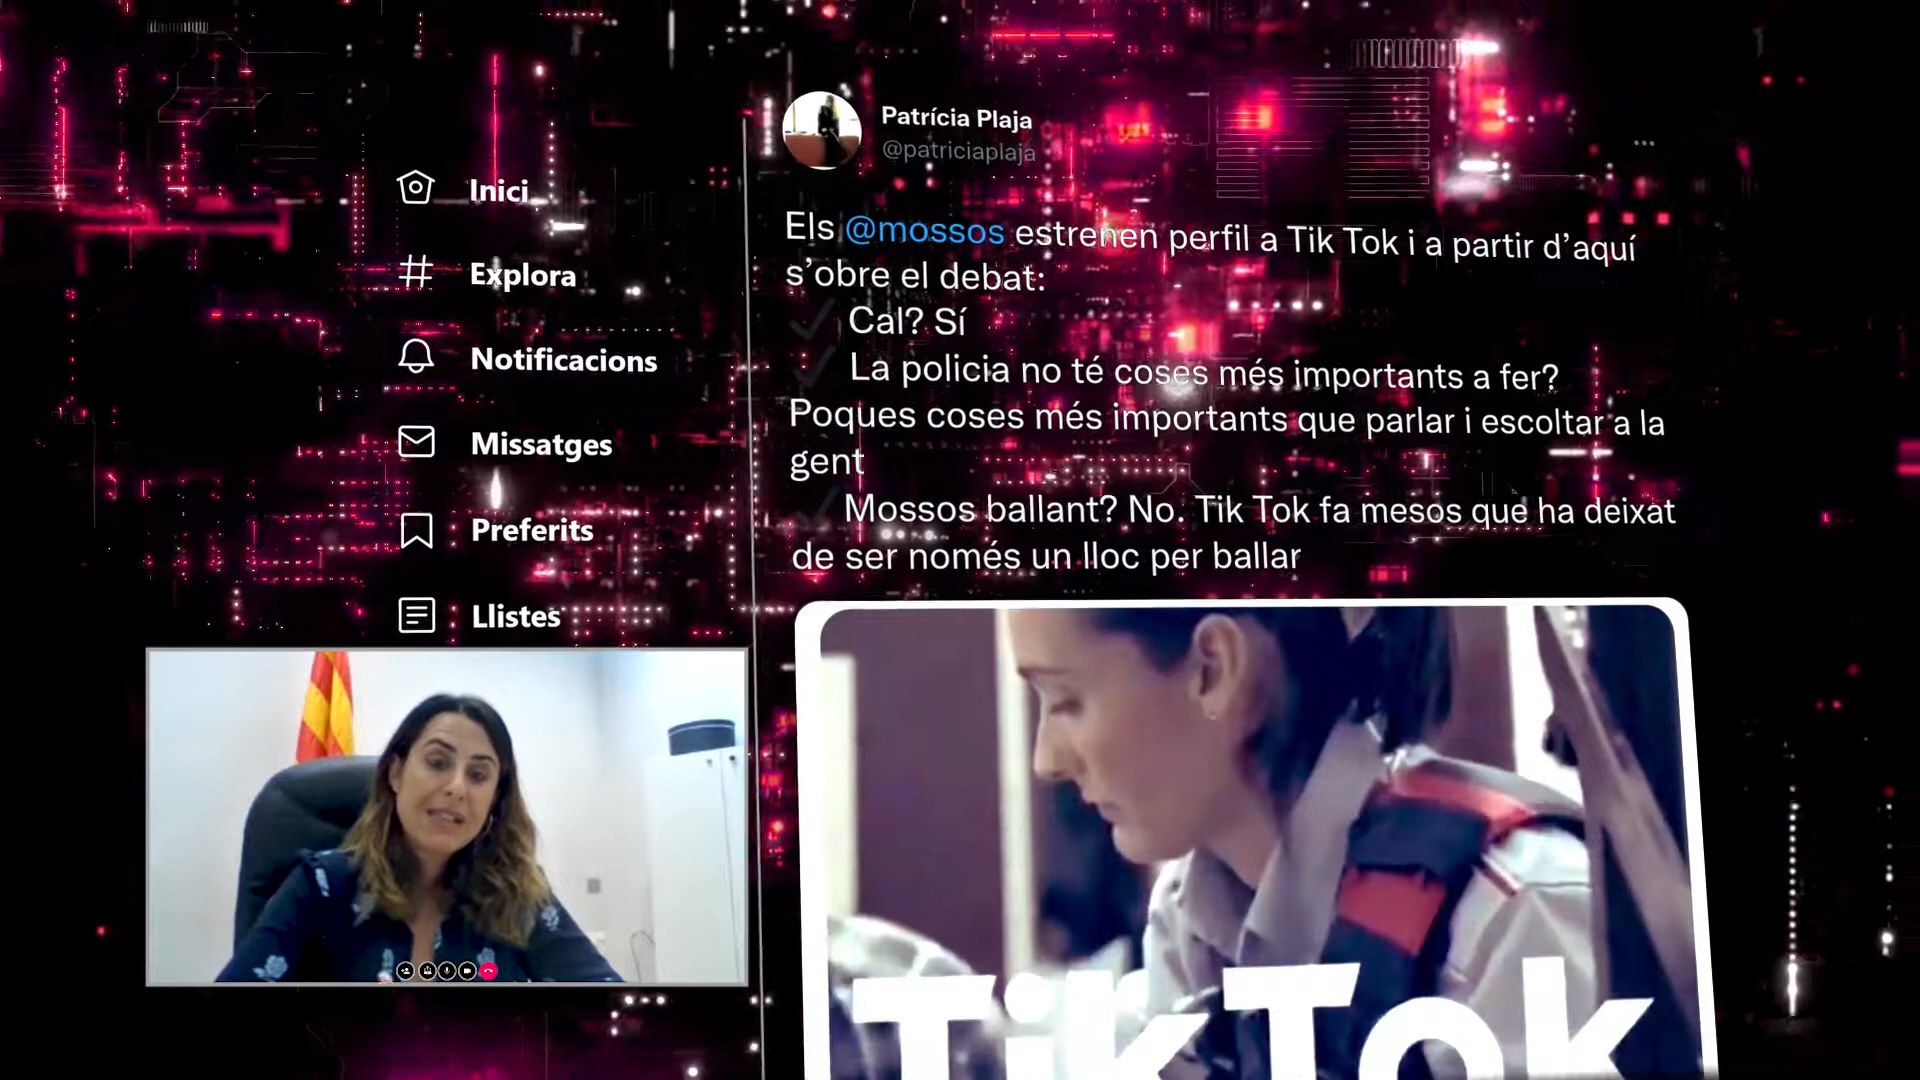 Inici
Explora
Notificacions
Missatges
Preferits
Llistes
Patrícia Plaja
@patriciaplaja
Els @mossos estrenen perfil a Tik Tok i a partir d’aquí
s’obre el debat:
Cal? Sí
La policia no té coses més importants a fer?
Poques coses més importants que parlar i escoltar a la
gent
Mossos ballant? No. Tik Tok fa mesos que ha deixat
de ser només un lloc per ballar
TikTok